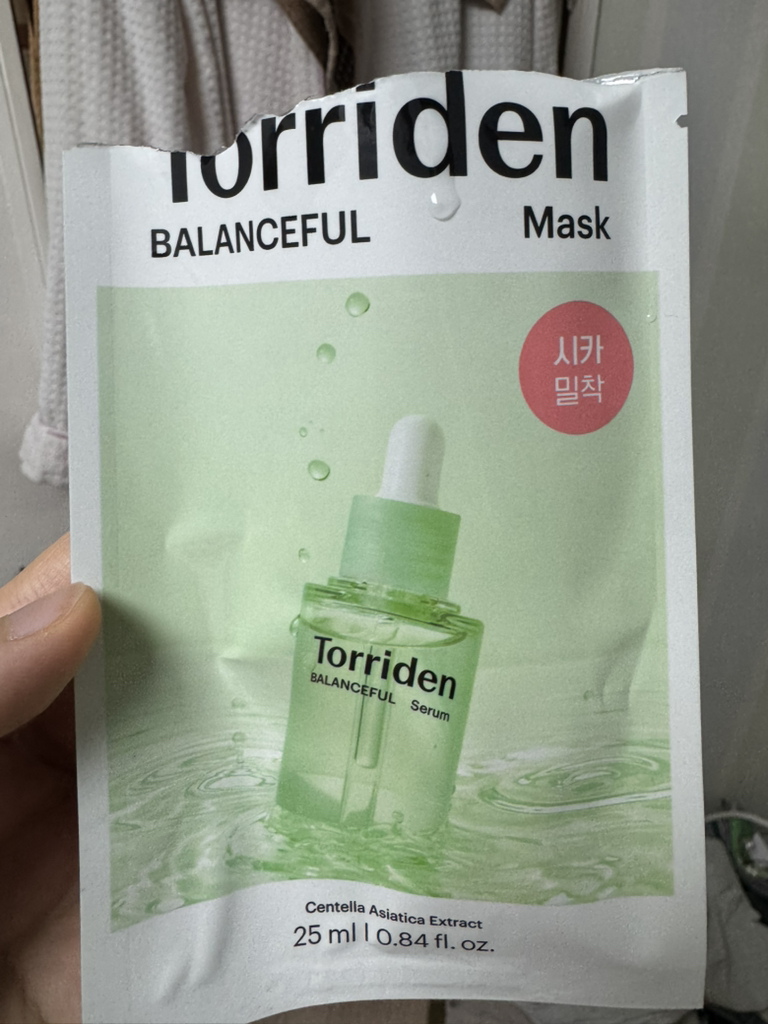 Torriden
BALANCEFUL Mask
시카
밀착
Torriden
BALANCEFUL Serum
Centella Asiatica Extract
25 ml | 0.84 fl. oz.